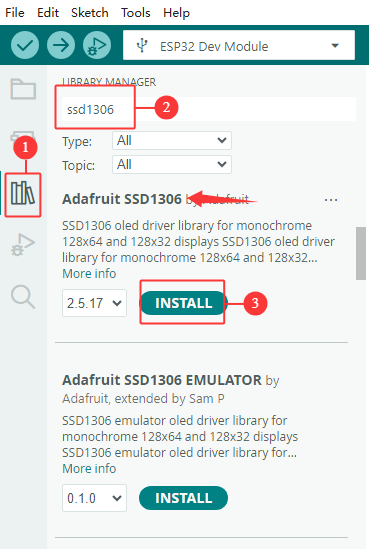 File Edit Sketch Tools Help
ESP32 Dev Module
LIBRARY MANAGER
ssd1306
2
Type: All
1
Topic: All
Adafruit SSD1306 by Adafruit
SSD1306 oled driver library for monochrome
128x64 and 128x32 displays SSD1306 oled driver
library for monochrome 128x64 and 128x32...
More info
2.5.17 INSTALL 3
Adafruit SSD1306 EMULATOR by
Adafruit, extended by Sam P
SSD1306 emulator oled driver library for
monochrome 128x64 and 128x32 displays
SSD1306 emulator oled driver library for...
More info
0.1.0 INSTALL